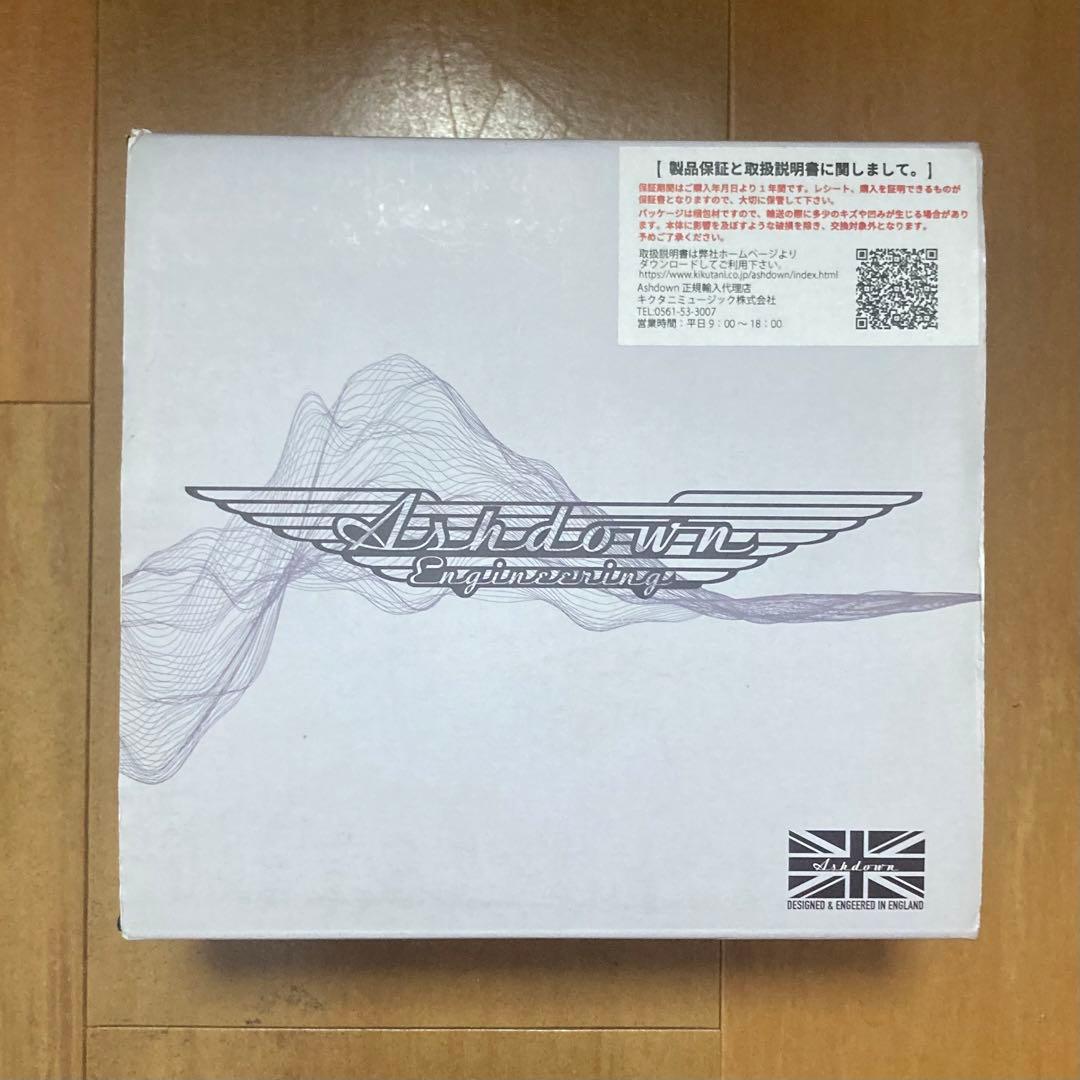 【 製品保証と取扱説明書に関しまして。】
保証期間はご購入年月日より1年間です。レシート、購入を証明できるものが
保証書となりますので、大切に保管して下さい。
パッケージは梱包材ですので、輸送の際に多少のキズや凹みが生じる場合があり
ます。本体に影響を及ぼすような破損を除き、交換対象外となります。
予めご了承ください。
取扱説明書は弊社ホームページより
ダウンロードしてご利用下さい。
https://www.kikutani.co.jp/ashdown/index.html
Ashdown 正規輸入代理店
キクタニミュージック株式会社
TEL:0561-53-3007
営業時間：平日9：00～18：00
Ashdown
Engineering
Ashdown
DESIGNED & ENGEERED IN ENGLAND